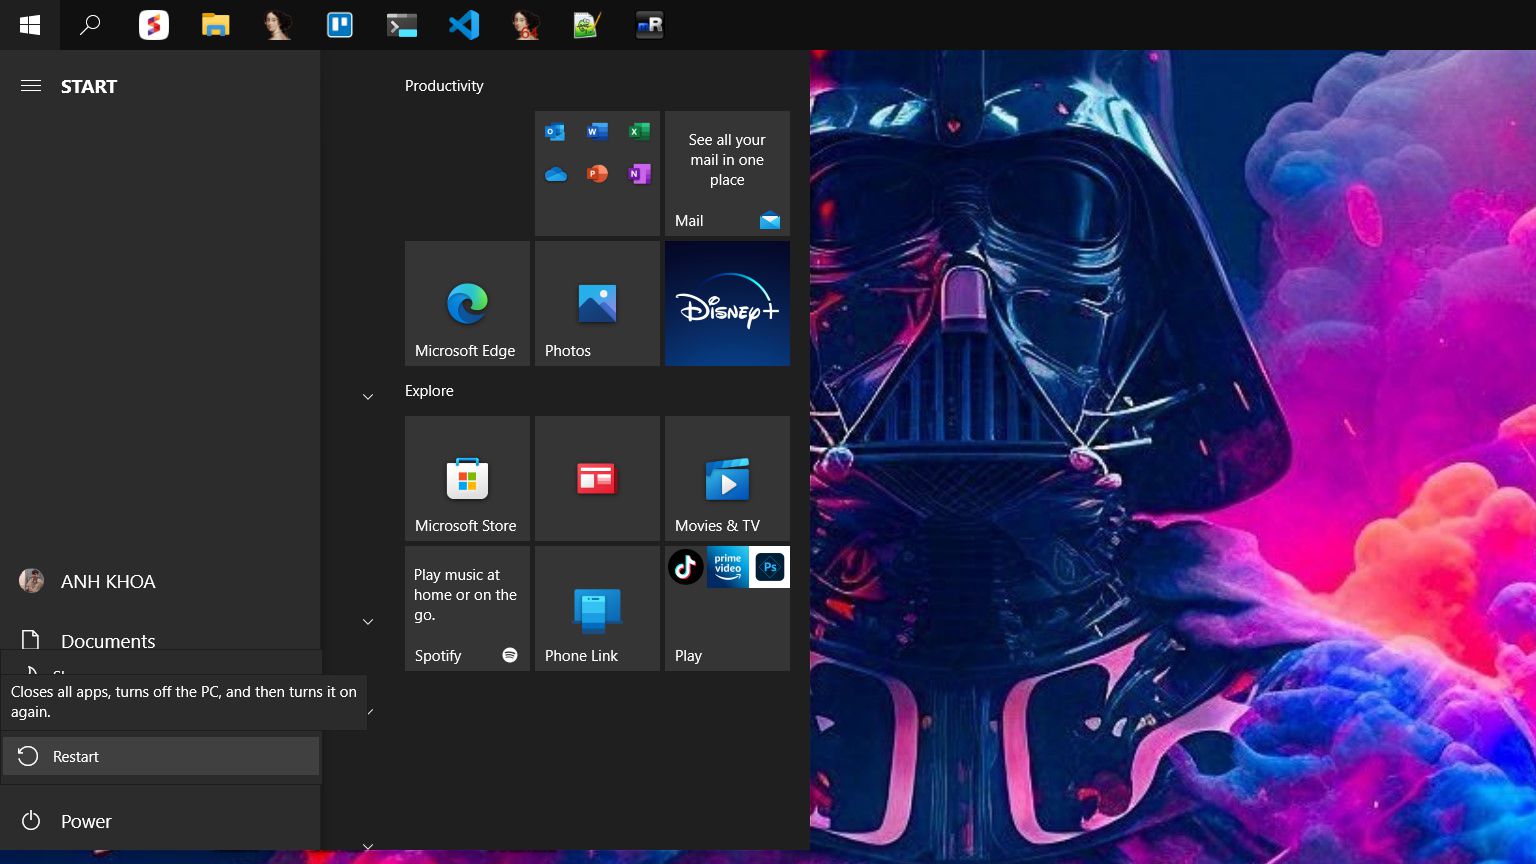 START
Productivity
See all your
mail in one
place
Mail
Microsoft Edge
Photos
Disney+
Explore
Microsoft Store
Movies & TV
prime
video
Ps
Play music at
home or on the
go.
Spotify
Phone Link
Play
ANH KHOA
Documents
Closes all apps, turns off the PC, and then turns it on
again.
Restart
Power